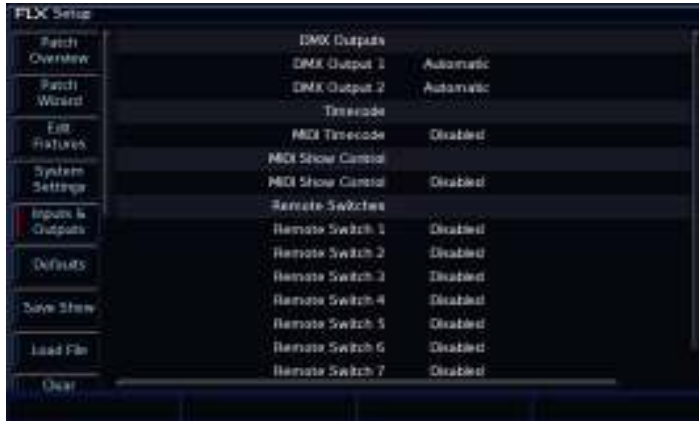 FLX Setup
Patch
Overview
Patch
Wizard
Edit
Fixtures
System
Settings
Inputs &
Outputs
Defaults
Save Show
Load File
Clear
DMX Outputs
DMX Output 1 Automatic
DMX Output 2 Automatic
Timecode
MIDI Timecode Disabled
MIDI Show Control
MIDI Show Control Disabled
Remote Switches
Remote Switch 1 Disabled
Remote Switch 2 Disabled
Remote Switch 3 Disabled
Remote Switch 4 Disabled
Remote Switch 5 Disabled
Remote Switch 6 Disabled
Remote Switch 7 Disabled